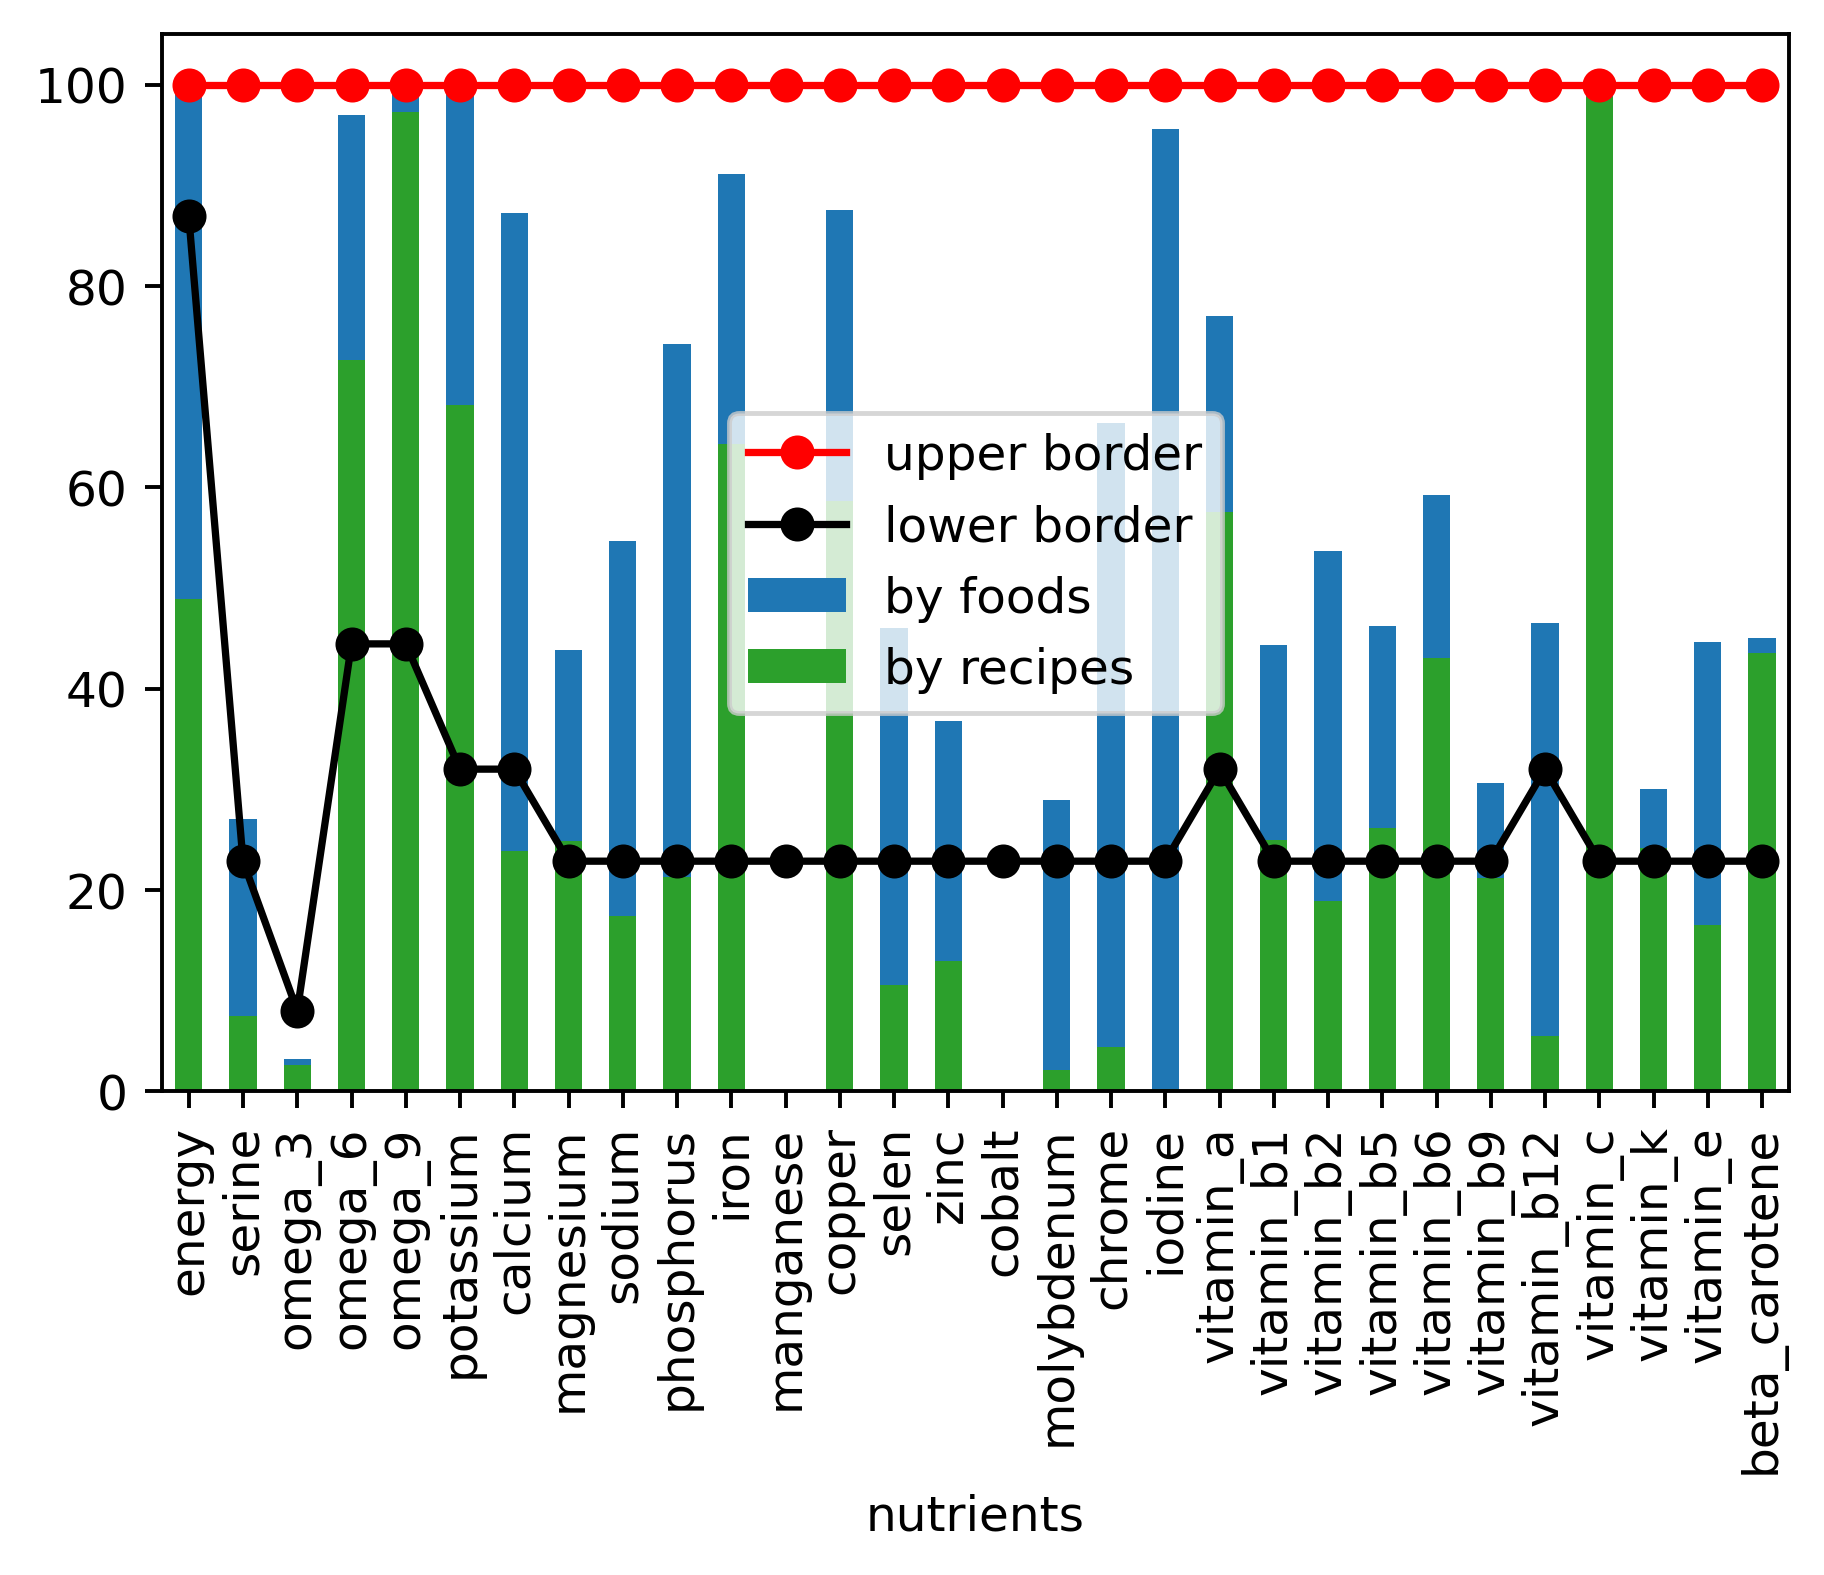 100
80
60
40
20
0
upper border
lower border
by foods
by recipes
energy
serine
omega_3
omega_6
omega_9
potassium
calcium
magnesium
sodium
phosphorus
iron
manganese
copper
selen
zinc
cobalt
molybdenum
chrome
iodine
vitamin_a
vitamin_b1
vitamin_b2
vitamin_b5
vitamin_b6
vitamin_b9
vitamin_b12
vitamin_c
vitamin_k
vitamin_e
beta_carotene
nutrients